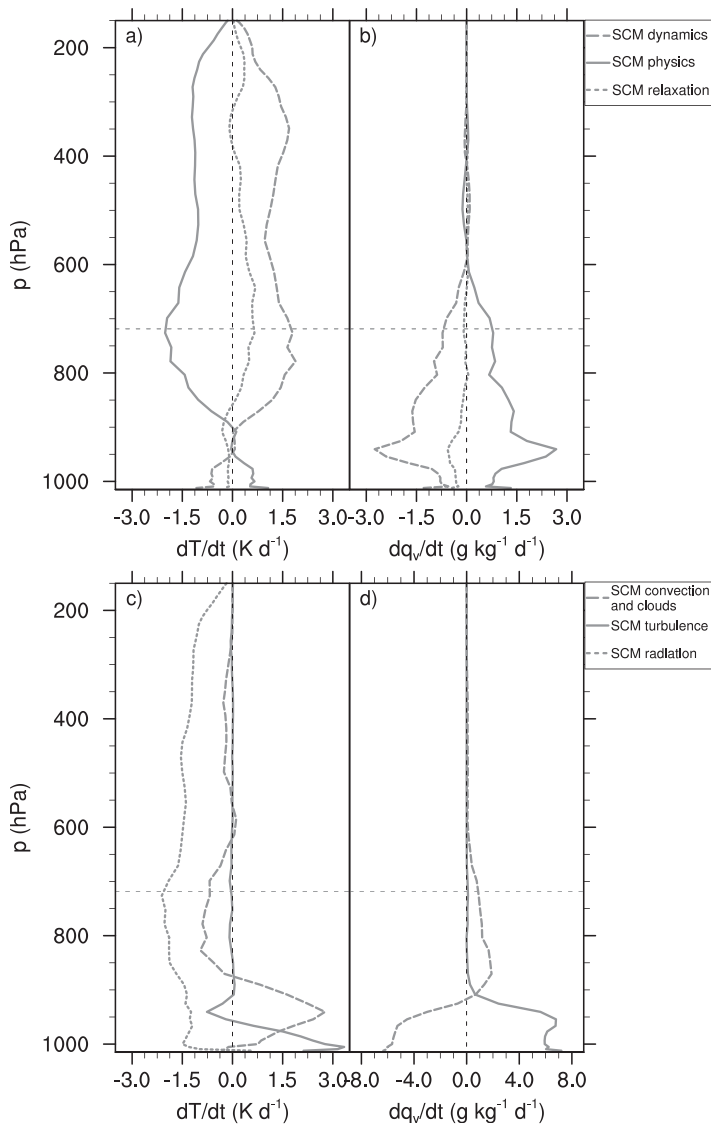 a)
b)
SCM dynamics
SCM physics
SCM relaxation
200
400
600
800
1000
p (hPa)
-3.0 -1.5 0.0 1.5 3.0
-3.0 -1.5 0.0 1.5 3.0
dT/dt (K d⁻¹)
dqᵥ/dt (g kg⁻¹ d⁻¹)
c)
d)
SCM convection
and clouds
SCM turbulence
SCM radiation
200
400
600
800
1000
p (hPa)
-3.0 -1.5 0.0 1.5 3.0
-8.0 -4.0 0.0 4.0 8.0
dT/dt (K d⁻¹)
dqᵥ/dt (g kg⁻¹ d⁻¹)